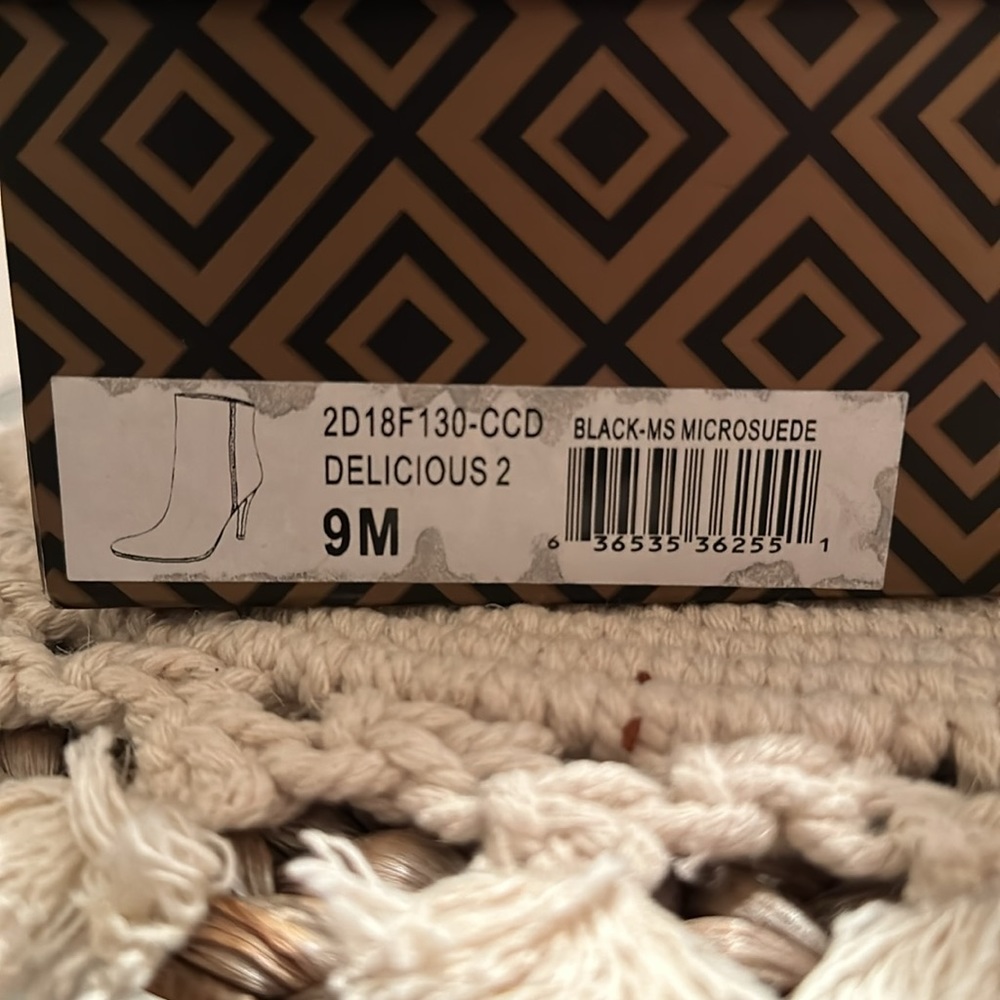 2D18F130-CCD
DELICIOUS 2
9M
BLACK-MS MICROSUEDE
6 36535 36255 1